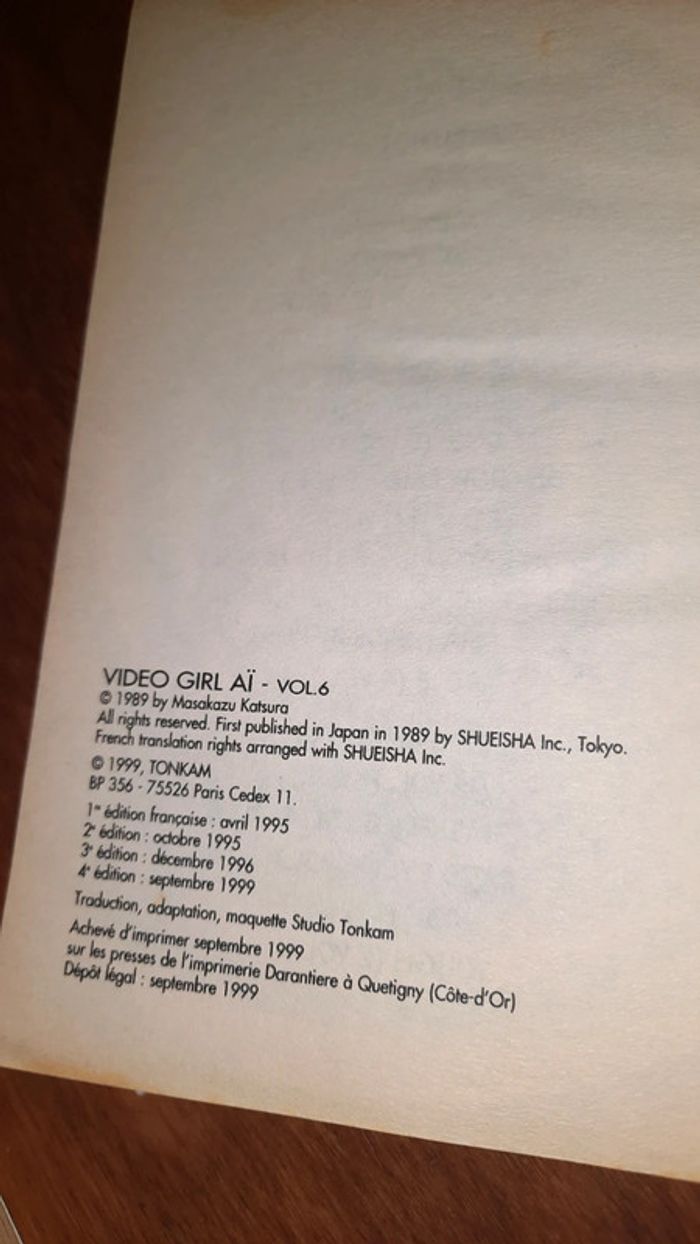 VIDEO GIRL AÏ - VOL.6
© 1989 by Masakazu Katsura
All rights reserved. First published in Japan in 1989 by SHUEISHA Inc., Tokyo.
French translation rights arranged with SHUEISHA Inc.
© 1999, TONKAM
BP 356 - 75526 Paris Cedex 11.
1re édition française : avril 1995
2e édition : octobre 1995
3e édition : décembre 1996
4e édition : septembre 1999
Traduction, adaptation, maquette Studio Tonkam
Achevé d'imprimer septembre 1999
sur les presses de l'imprimerie Darantiere à Quetigny (Côte-d'Or)
Dépôt légal : septembre 1999